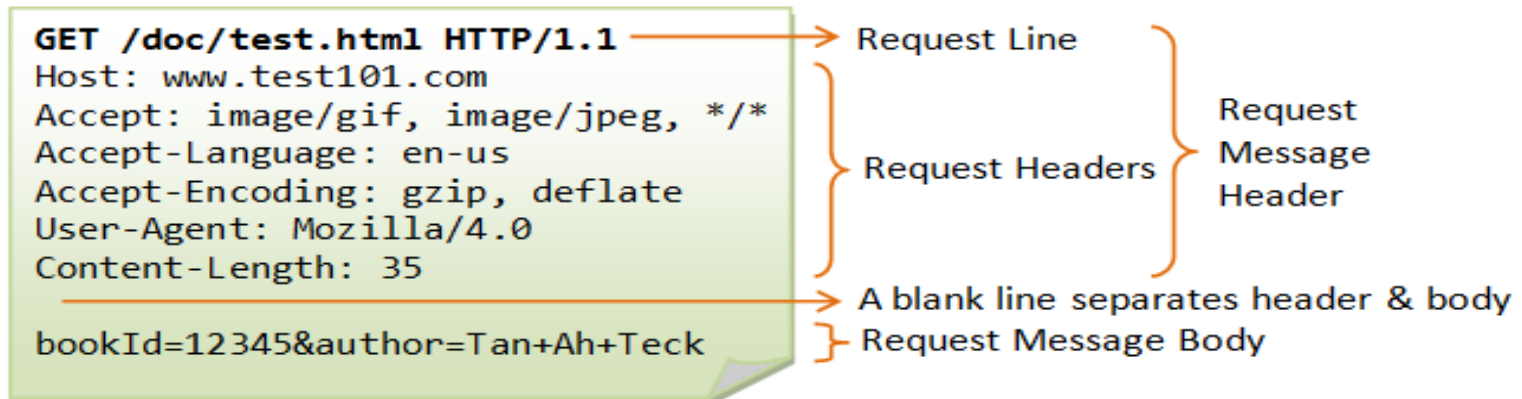 GET /doc/test.html HTTP/1.1
Host: www.test101.com
Accept: image/gif, image/jpeg, */*
Accept-Language: en-us
Accept-Encoding: gzip, deflate
User-Agent: Mozilla/4.0
Content-Length: 35
bookId=12345&author=Tan+Ah+Teck
Request Line
Request Headers
Request
Message
Header
A blank line separates header & body
Request Message Body